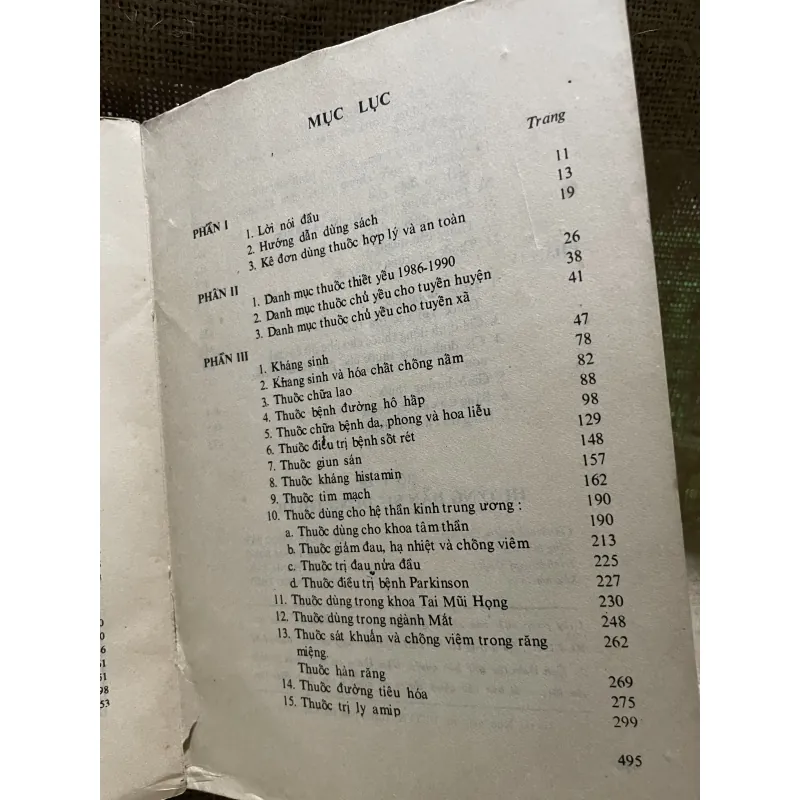 98
53
MỤC LỤC
Trang
PHẦN I 1. Lời nói đầu 11
2. Hướng dẫn dùng sách 13
3. Kê đơn dùng thuốc hợp lý và an toàn 19
PHẦN II 1. Danh mục thuốc thiết yếu 1986-1990 26
2. Danh mục thuốc chủ yếu cho tuyến huyện 38
3. Danh mục thuốc chủ yếu cho tuyến xã 41
PHẦN III 1. Kháng sinh 47
2. Kháng sinh và hóa chất chống nấm 78
3. Thuốc chữa lao 82
4. Thuốc bệnh đường hô hấp 88
5. Thuốc chữa bệnh da, phong và hoa liễu 98
6. Thuốc điều trị bệnh sốt rét 129
7. Thuốc giun sán 148
8. Thuốc kháng histamin 157
9. Thuốc tim mạch 162
10. Thuốc dùng cho hệ thần kinh trung ương : 190
a. Thuốc dùng cho khoa tâm thần 190
b. Thuốc giảm đau, hạ nhiệt và chống viêm 213
c. Thuốc trị đau nửa đầu 225
d. Thuốc điều trị bệnh Parkinson 227
11. Thuốc dùng trong khoa Tai Mũi Họng 230
12. Thuốc dùng trong ngành Mắt 248
13. Thuốc sát khuẩn và chống viêm trong răng 262
miệng.
Thuốc hàn răng 269
14. Thuốc đường tiêu hóa 275
15. Thuốc trị lỵ amip 299
495